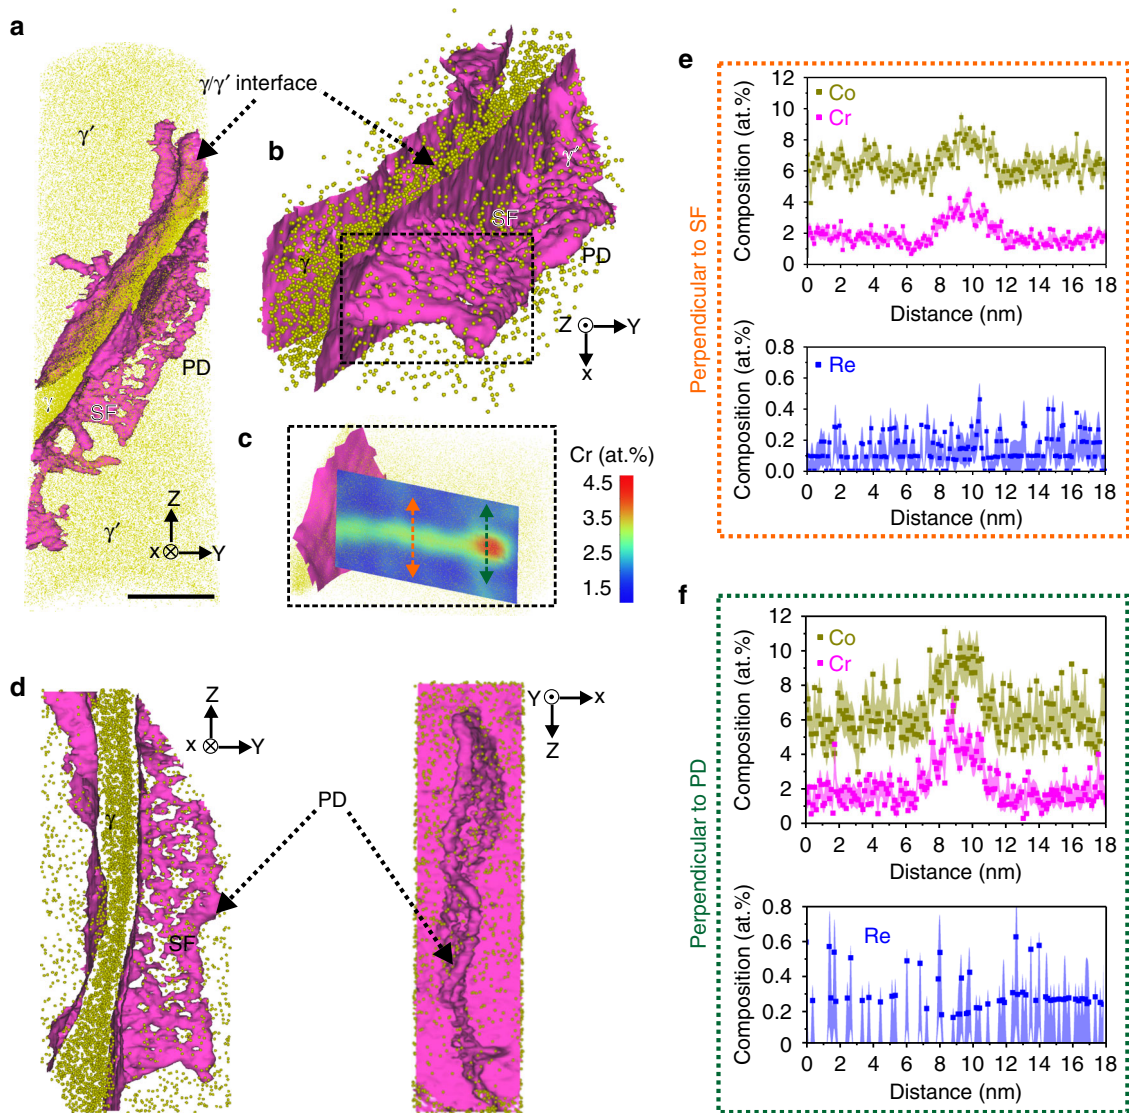 a
γ/γ′ interface
γ′
γ
SF
PD
γ′
Z
x
Y
b
γ′
SF
γ
PD
Z
Y
x
c
Cr (at.%)
4.5
3.5
2.5
1.5
d
Z
x
Y
γ
SF
PD
Y
x
Z
e
Perpendicular to SF
Composition (at.%)
12
10
8
6
4
2
0
Co
Cr
0 2 4 6 8 10 12 14 16 18
Distance (nm)
Composition (at.%)
0.8
0.6
0.4
0.2
0.0
Re
0 2 4 6 8 10 12 14 16 18
Distance (nm)
f
Perpendicular to PD
Composition (at.%)
12
10
8
6
4
2
0
Co
Cr
0 2 4 6 8 10 12 14 16 18
Distance (nm)
Composition (at.%)
0.8
0.6
0.4
0.2
0
Re
0 2 4 6 8 10 12 14 16 18
Distance (nm)